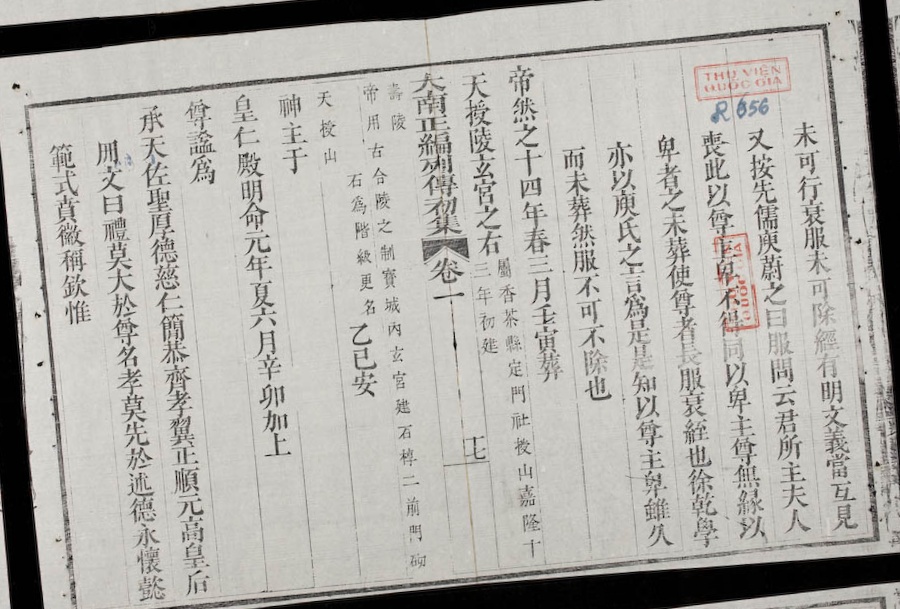 未可行衰服未可除經有明文義當互見
又按先儒庾蔚之曰服問云君所主夫人
喪此以尊主卑不得同以卑主尊無緣以
卑者之未葬使尊者長服衰絰也徐乾學
亦以庾氏之言為是是知以尊主卑雖久
而未葬然服不可不除也
帝然之十四年春三月壬寅葬
天授陵玄宮之右
屬香茶縣定門社授山嘉隆十
三年初建
大南正編列傳初集 卷一 十七
壽陵
帝用古合陵之制寶城內玄宮建石椁二前門砌
石為階級更名
天授山
乙巳安
神主于
皇仁殿明命元年夏六月辛卯加上
尊諡為
承天佐聖厚德慈仁簡恭齊孝翼正順元高皇后
冊文曰禮莫大於尊名孝莫先於述德永懷懿
範式賁徽稱欽惟
THƯ VIỆN
QUỐC GIA
R 656